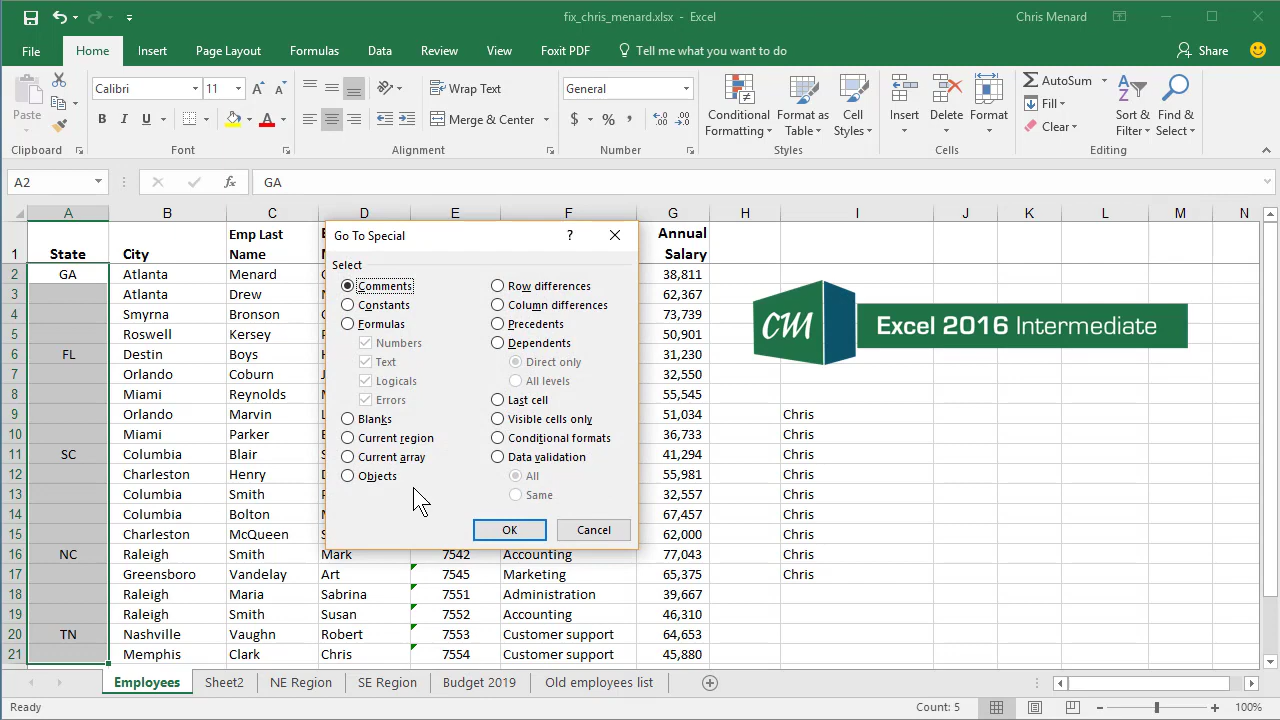 fix_chris_menard.xlsx - Excel
Chris Menard
File Home Insert Page Layout Formulas Data Review View Foxit PDF Tell me what you want to do Share
Paste
Calibri 11
B I U A
Wrap Text
Merge & Center
General
$ % ,
Conditional Formatting
Format as Table
Cell Styles
Insert
Delete
Format
AutoSum
Fill
Clear
Sort & Filter
Find & Select
Clipboard Font Alignment Number Styles Cells Editing
A2 fx GA
A B C D E F G H I J K L M N
1 State City Emp Last Name Annual Salary
2 GA Atlanta Menard 38,811
3 Atlanta Drew 62,367
4 Smyrna Bronson 73,739
5 Roswell Kersey 50,901
6 FL Destin Boys 31,230
7 Orlando Coburn 32,550
8 Miami Reynolds 55,545
9 Orlando Marvin 51,034 Chris
10 Miami Parker 36,733 Chris
11 SC Columbia Blair 41,294 Chris
12 Charleston Henry 55,981 Chris
13 Columbia Smith 32,557 Chris
14 Columbia Bolton 67,457 Chris
15 Charleston McQueen 62,000 Chris
16 NC Raleigh Smith Mark 7542 Accounting 77,043 Chris
17 Greensboro Vandelay Art 7545 Marketing 65,375 Chris
18 Raleigh Maria Sabrina 7551 Administration 39,667
19 Raleigh Smith Susan 7552 Accounting 46,310
20 TN Nashville Vaughn Robert 7553 Customer support 64,653
21 Memphis Clark Chris 7554 Customer support 45,880
Go To Special ?
Select
Comments
Constants
Formulas
Numbers
Text
Logicals
Errors
Blanks
Current region
Current array
Objects
Row differences
Column differences
Precedents
Dependents
Direct only
All levels
Last cell
Visible cells only
Conditional formats
Data validation
All
Same
OK Cancel
CM Excel 2016 Intermediate
Employees Sheet2 NE Region SE Region Budget 2019 Old employees list
Ready Count: 5 100%